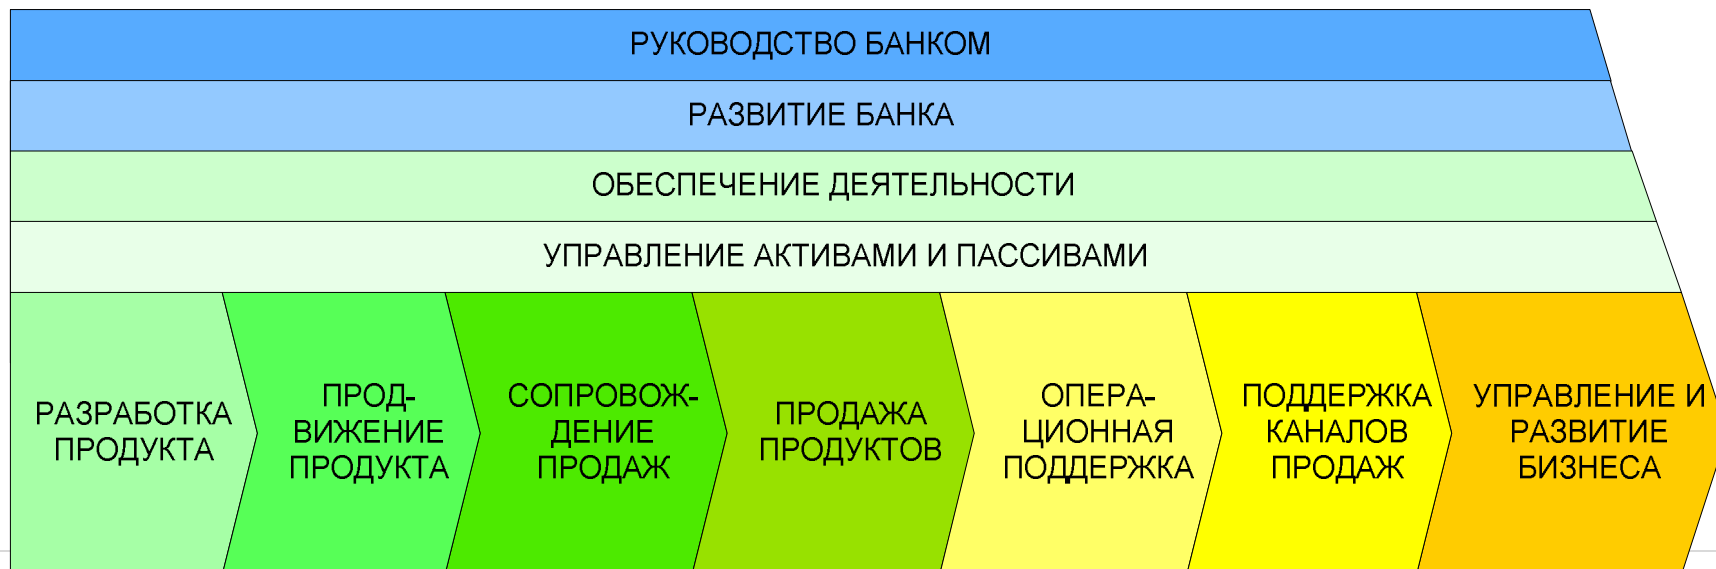 РУКОВОДСТВО БАНКОМ
РАЗВИТИЕ БАНКА
ОБЕСПЕЧЕНИЕ ДЕЯТЕЛЬНОСТИ
УПРАВЛЕНИЕ АКТИВАМИ И ПАССИВАМИ
РАЗРАБОТКА
ПРОДУКТА
ПРОД-
ВИЖЕНИЕ
ПРОДУКТА
СОПРОВОЖ-
ДЕНИЕ
ПРОДАЖ
ПРОДАЖА
ПРОДУКТОВ
ОПЕРА-
ЦИОННАЯ
ПОДДЕРЖКА
ПОДДЕРЖКА
КАНАЛОВ
ПРОДАЖ
УПРАВЛЕНИЕ И
РАЗВИТИЕ
БИЗНЕСА